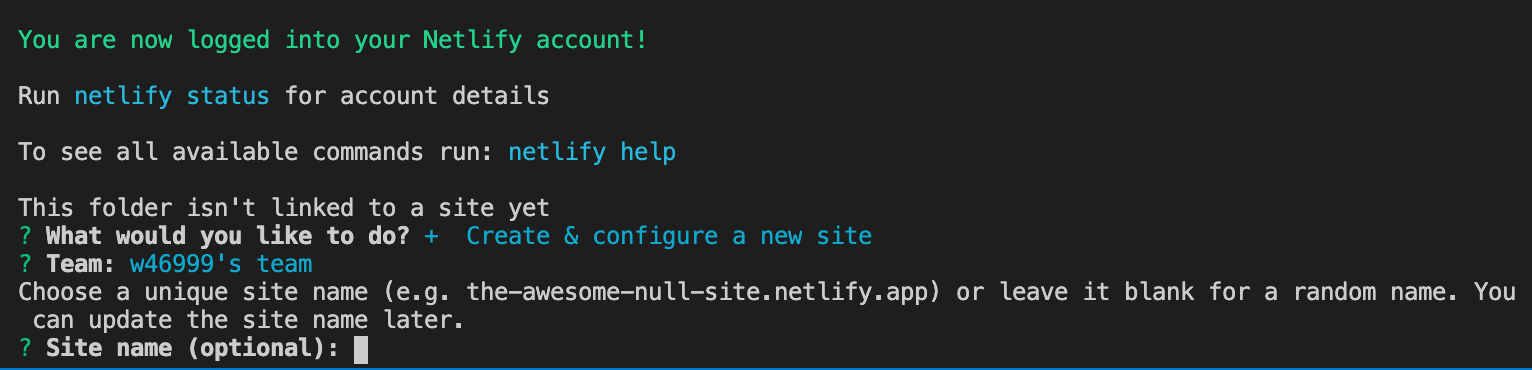 You are now logged into your Netlify account!
Run netlify status for account details
To see all available commands run: netlify help
This folder isn't linked to a site yet
? What would you like to do? +  Create & configure a new site
? Team: w46999's team
Choose a unique site name (e.g. the-awesome-null-site.netlify.app) or leave it blank for a random name. You
can update the site name later.
? Site name (optional):